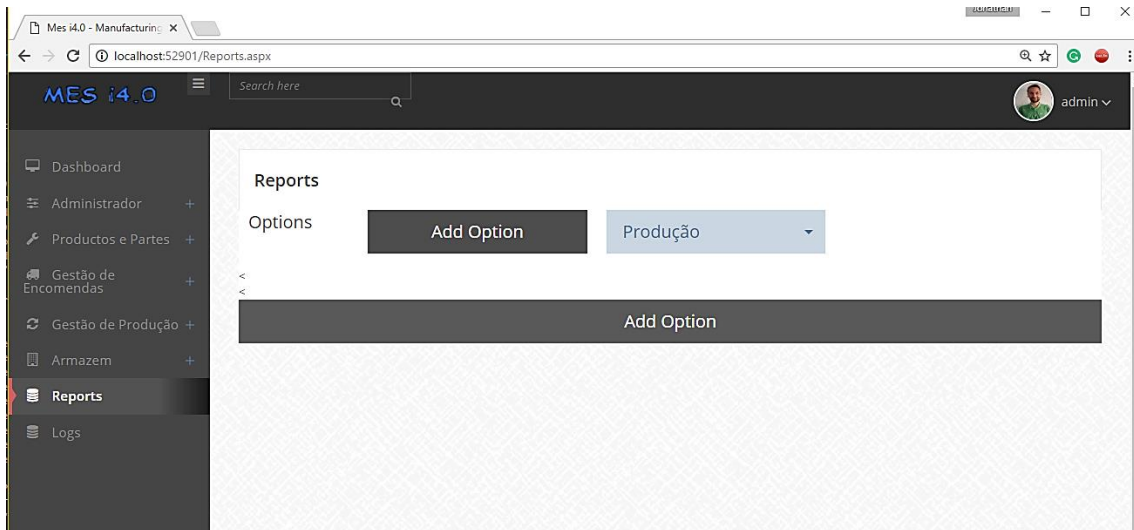 Jonathan
Mes i4.0 - Manufacturing
localhost:52901/Reports.aspx
MES i4.0
Search here
admin
Dashboard
Administrador +
Productos e Partes +
Gestão de
Encomendas +
Gestão de Produção +
Armazem +
Reports
Logs
Reports
Options
Add Option
Produção
<
<
Add Option